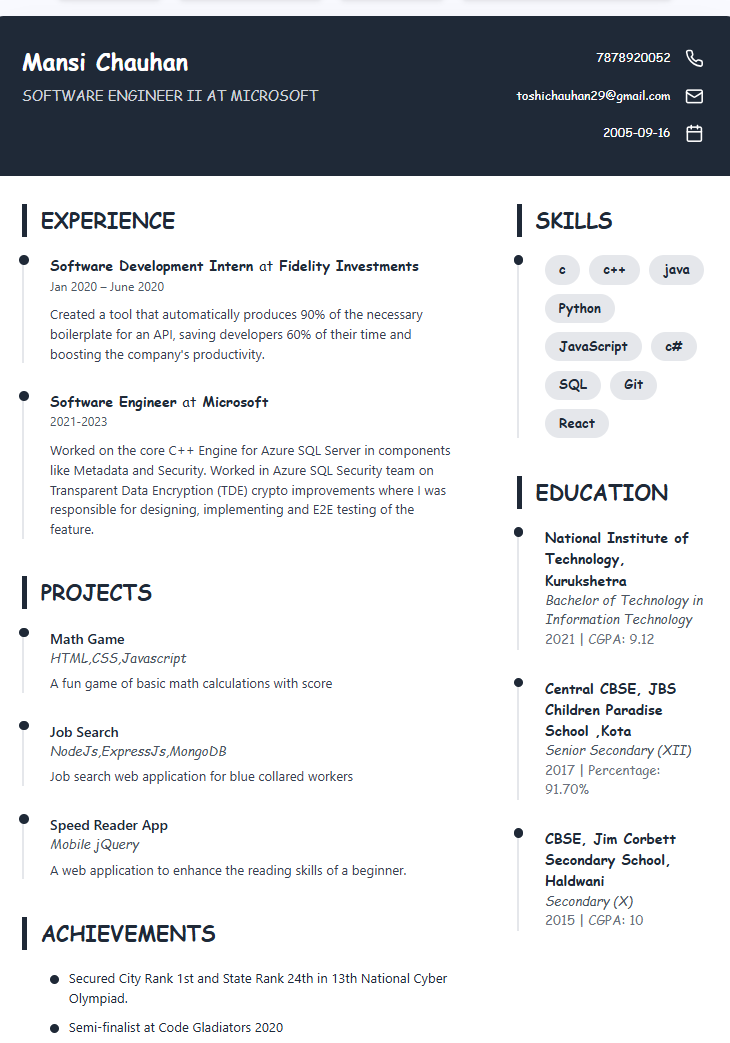 Mansi Chauhan
SOFTWARE ENGINEER II AT MICROSOFT
7878920052
toshichauhan29@gmail.com
2005-09-16
EXPERIENCE
Software Development Intern at Fidelity Investments
Jan 2020 – June 2020
Created a tool that automatically produces 90% of the necessary
boilerplate for an API, saving developers 60% of their time and
boosting the company's productivity.
Software Engineer at Microsoft
2021-2023
Worked on the core C++ Engine for Azure SQL Server in components
like Metadata and Security. Worked in Azure SQL Security team on
Transparent Data Encryption (TDE) crypto improvements where I was
responsible for designing, implementing and E2E testing of the
feature.
PROJECTS
Math Game
HTML,CSS,Javascript
A fun game of basic math calculations with score
Job Search
NodeJs,ExpressJs,MongoDB
Job search web application for blue collared workers
Speed Reader App
Mobile jQuery
A web application to enhance the reading skills of a beginner.
ACHIEVEMENTS
Secured City Rank 1st and State Rank 24th in 13th National Cyber
Olympiad.
Semi-finalist at Code Gladiators 2020
SKILLS
c c++ java
Python
JavaScript c#
SQL Git
React
EDUCATION
National Institute of
Technology,
Kurukshetra
Bachelor of Technology in
Information Technology
2021 | CGPA: 9.12
Central CBSE, JBS
Children Paradise
School ,Kota
Senior Secondary (XII)
2017 | Percentage:
91.70%
CBSE, Jim Corbett
Secondary School,
Haldwani
Secondary (X)
2015 | CGPA: 10